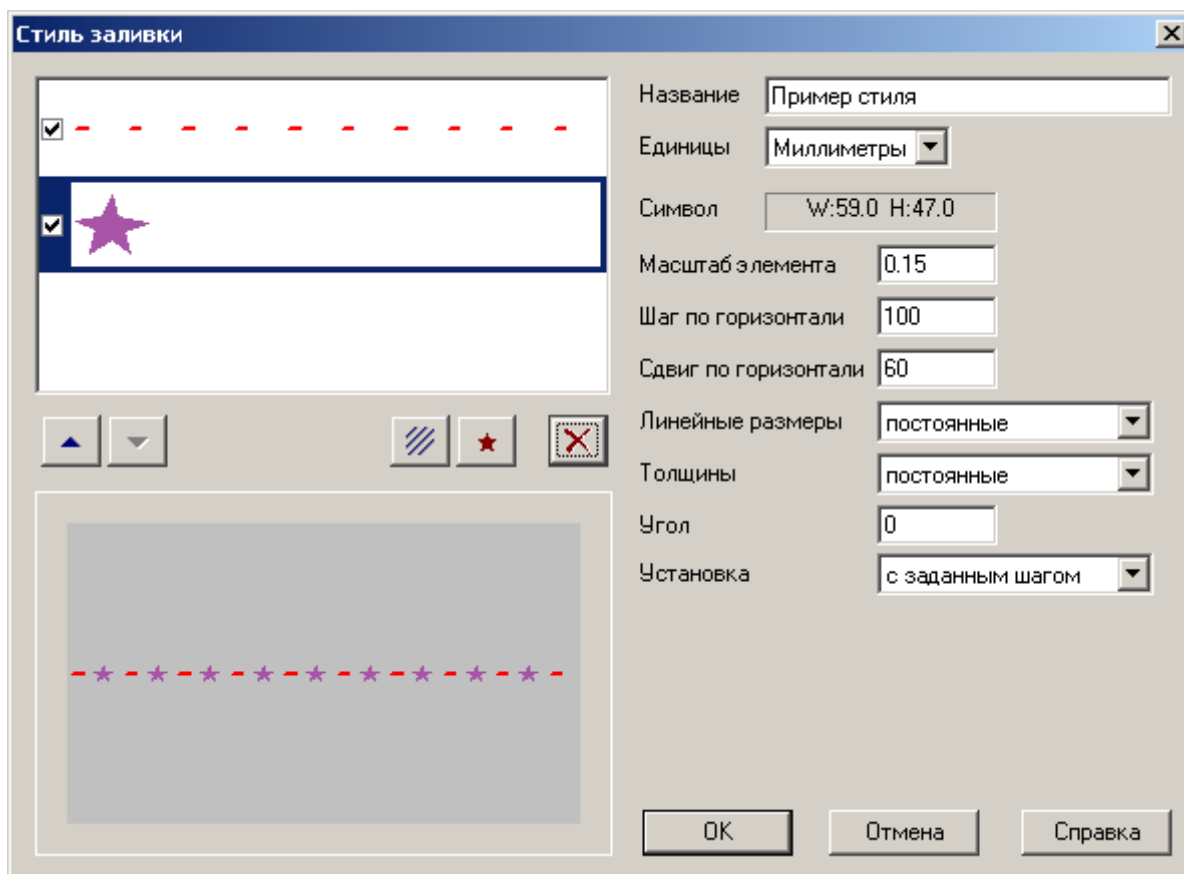 Стиль заливки
Название Пример стиля
Единицы Миллиметры
Символ W:59.0 H:47.0
Масштаб элемента 0.15
Шаг по горизонтали 100
Сдвиг по горизонтали 60
Линейные размеры постоянные
Толщины постоянные
Угол 0
Установка с заданным шагом
OK Отмена Справка